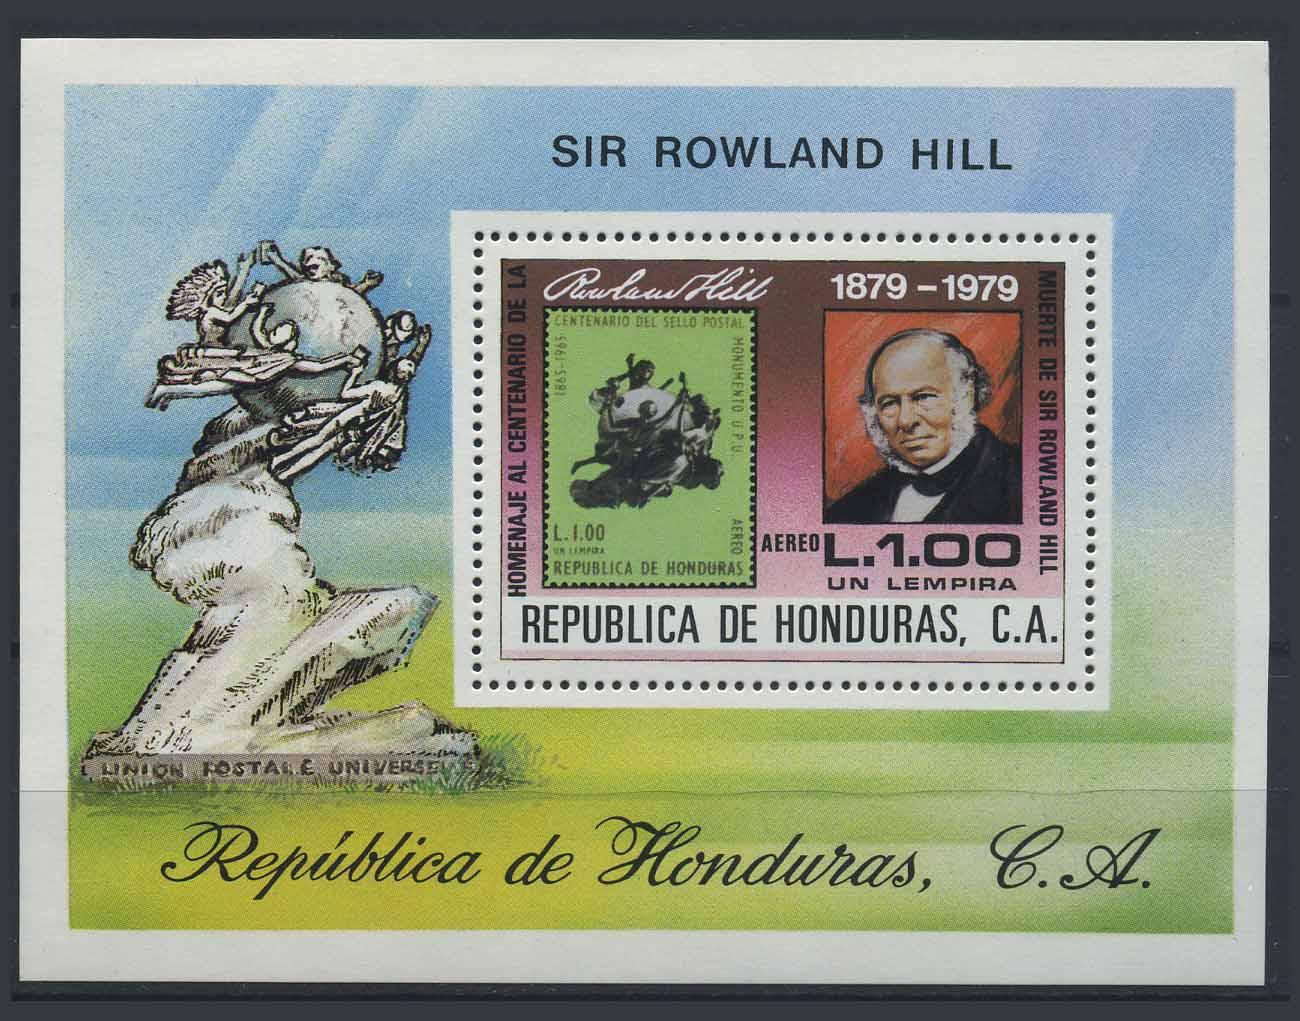 SIR ROWLAND HILL
HOMENAJE AL CENTENARIO DE LA
Rowland Hill
1879-1979
MUERTE DE SIR ROWLAND HILL
CENTENARIO DEL SELLO POSTAL
1865-1965
MONUMENTO U.P.U.
L.1.00
UN LEMPIRA
AEREO
REPUBLICA DE HONDURAS
AEREO L.1.00
UN LEMPIRA
REPUBLICA DE HONDURAS, C.A.
UNION POSTALE UNIVERSELLE
República de Honduras, C.A.